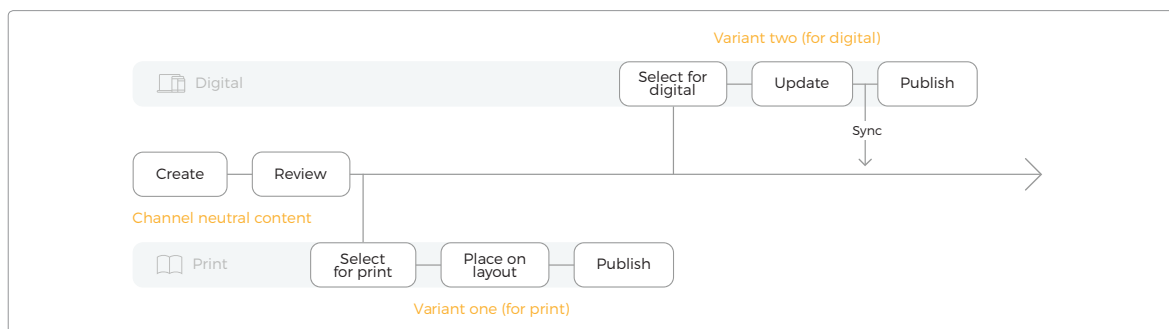 Variant two (for digital)
Digital
Select for
digital
Update
Publish
Sync
Create
Review
Channel neutral content
Print
Select
for print
Place on
layout
Publish
Variant one (for print)